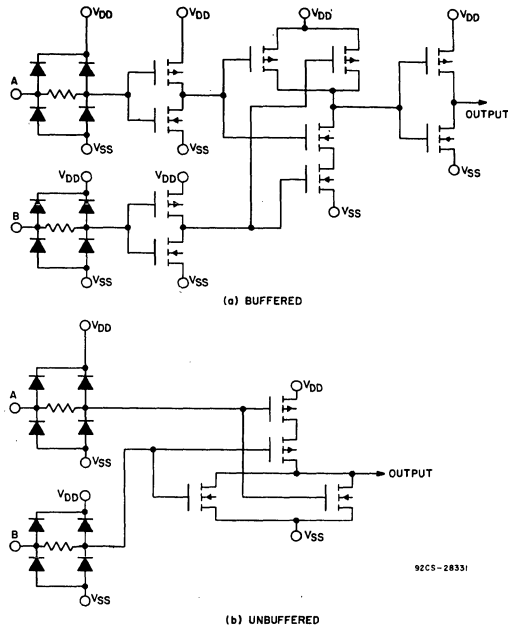 VDD
VDD
VDD
VDD
A
OUTPUT
VSS
VSS
VSS
VDD
VDD
VSS
B
VSS
VSS
(a) BUFFERED
VDD
VDD
A
VSS
OUTPUT
VDD
B
VSS
VSS
92CS-28331
(b) UNBUFFERED